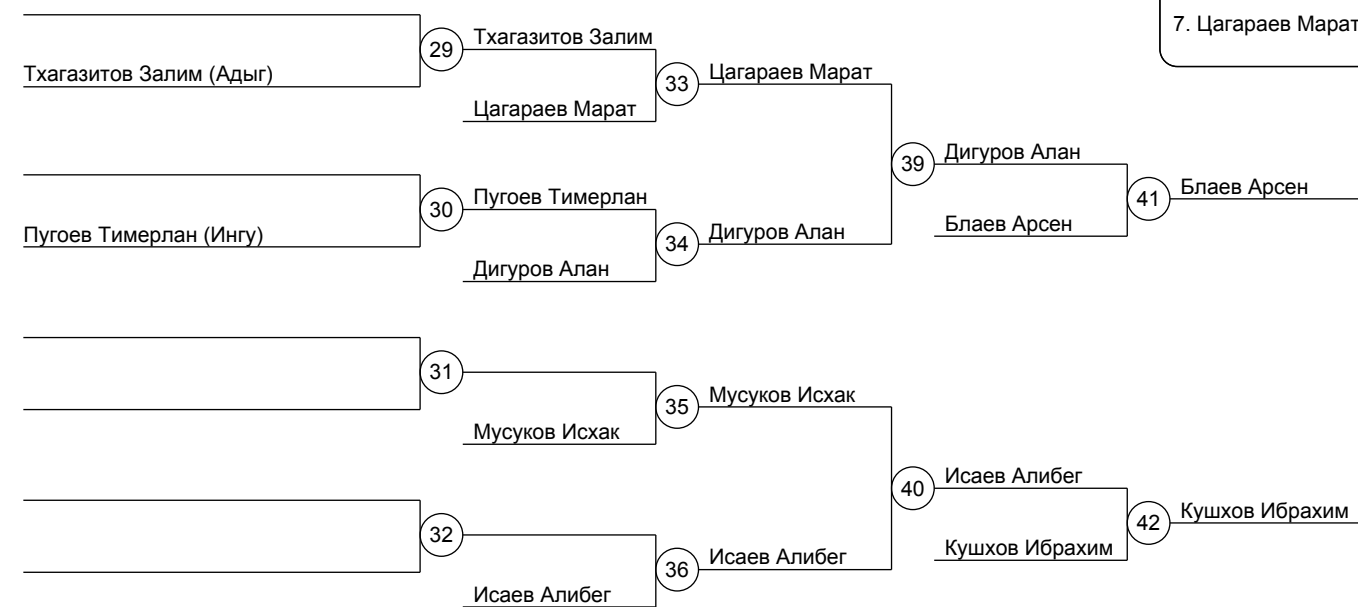 7. Цагараев Марат
29
Тхагазитов Залим
Тхагазитов Залим (Адыг)
33
Цагараев Марат
Цагараев Марат
39
Дигуров Алан
30
Пугоев Тимерлан
41
Блаев Арсен
Пугоев Тимерлан (Ингу)
34
Дигуров Алан
Блаев Арсен
Дигуров Алан
31
35
Мусуков Исхак
Мусуков Исхак
40
Исаев Алибег
42
Кушхов Ибрахим
32
Кушхов Ибрахим
36
Исаев Алибег
Исаев Алибег